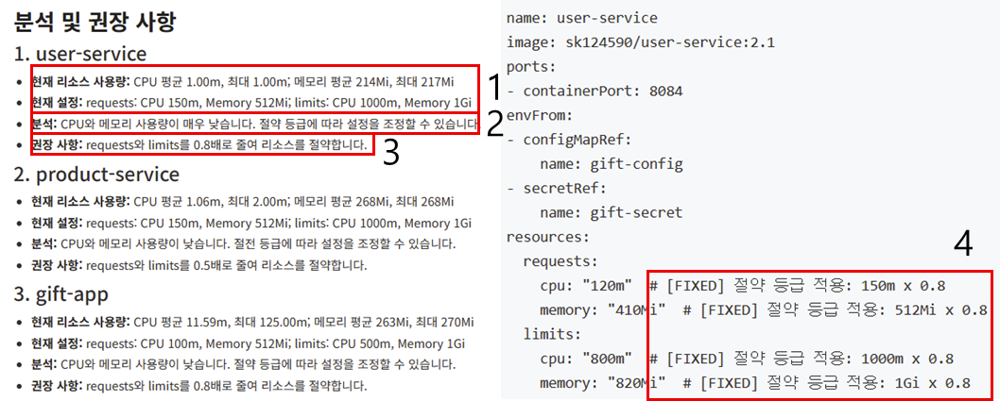 분석 및 권장 사항
1. user-service
• 현재 리소스 사용량: CPU 평균 1.00m, 최대 1.00m; 메모리 평균 214Mi, 최대 217Mi
1
• 현재 설정: requests: CPU 150m, Memory 512Mi; limits: CPU 1000m, Memory 1Gi
• 분석: CPU와 메모리 사용량이 매우 낮습니다. 절약 등급에 따라 설정을 조정할 수 있습니다
2
• 권장 사항: requests와 limits를 0.8배로 줄여 리소스를 절약합니다.
3
2. product-service
• 현재 리소스 사용량: CPU 평균 1.06m, 최대 2.00m; 메모리 평균 268Mi, 최대 268Mi
• 현재 설정: requests: CPU 150m, Memory 512Mi; limits: CPU 1000m, Memory 1Gi
• 분석: CPU와 메모리 사용량이 낮습니다. 절전 등급에 따라 설정을 조정할 수 있습니다.
• 권장 사항: requests와 limits를 0.5배로 줄여 리소스를 절약합니다.
3. gift-app
• 현재 리소스 사용량: CPU 평균 11.59m, 최대 125.00m; 메모리 평균 263Mi, 최대 270Mi
• 현재 설정: requests: CPU 100m, Memory 512Mi; limits: CPU 500m, Memory 1Gi
• 분석: CPU와 메모리 사용량이 낮습니다. 절약 등급에 따라 설정을 조정할 수 있습니다.
• 권장 사항: requests와 limits를 0.8배로 줄여 리소스를 절약합니다.
name: user-service
image: sk124590/user-service:2.1
ports:
- containerPort: 8084
envFrom:
- configMapRef:
name: gift-config
- secretRef:
name: gift-secret
resources:
4
requests:
cpu: "120m" # [FIXED] 절약 등급 적용: 150m x 0.8
memory: "410Mi" # [FIXED] 절약 등급 적용: 512Mi x 0.8
limits:
cpu: "800m" # [FIXED] 절약 등급 적용: 1000m x 0.8
memory: "820Mi" # [FIXED] 절약 등급 적용: 1Gi x 0.8